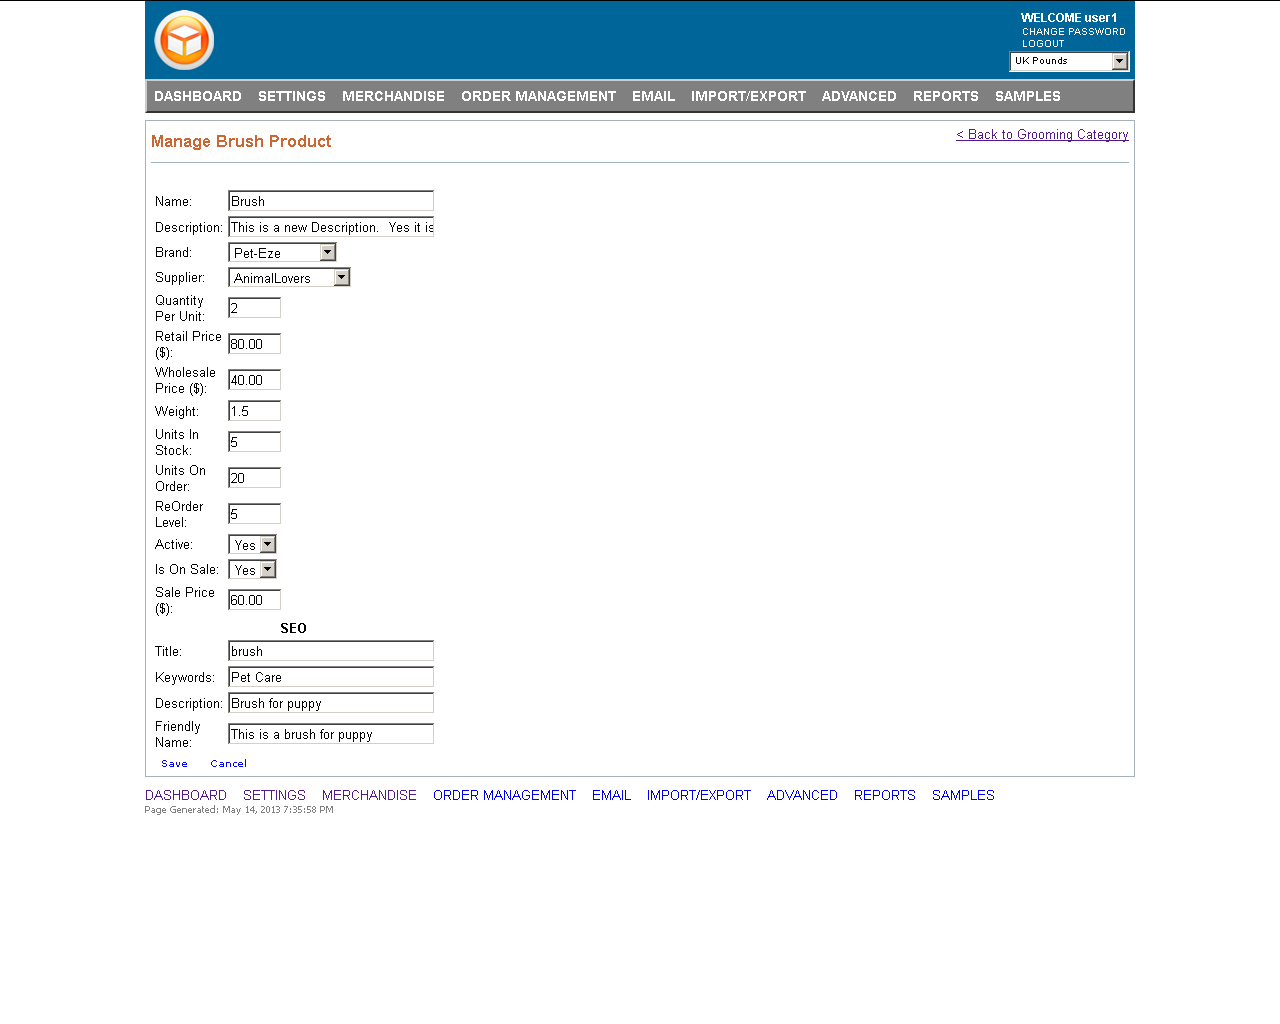 WELCOME user1
CHANGE PASSWORD
LOGOUT
UK Pounds
DASHBOARD SETTINGS MERCHANDISE ORDER MANAGEMENT EMAIL IMPORT/EXPORT ADVANCED REPORTS SAMPLES
Manage Brush Product
< Back to Grooming Category
Name: Brush
Description: This is a new Description.  Yes it is
Brand: Pet-Eze
Supplier: AnimalLovers
Quantity
Per Unit: 2
Retail Price
($): 80.00
Wholesale
Price ($): 40.00
Weight: 1.5
Units In
Stock: 5
Units On
Order: 20
ReOrder
Level: 5
Active: Yes
Is On Sale: Yes
Sale Price
($): 60.00
SEO
Title: brush
Keywords: Pet Care
Description: Brush for puppy
Friendly
Name: This is a brush for puppy
Save Cancel
DASHBOARD SETTINGS MERCHANDISE ORDER MANAGEMENT EMAIL IMPORT/EXPORT ADVANCED REPORTS SAMPLES
Page Generated: May 14, 2013 7:35:58 PM